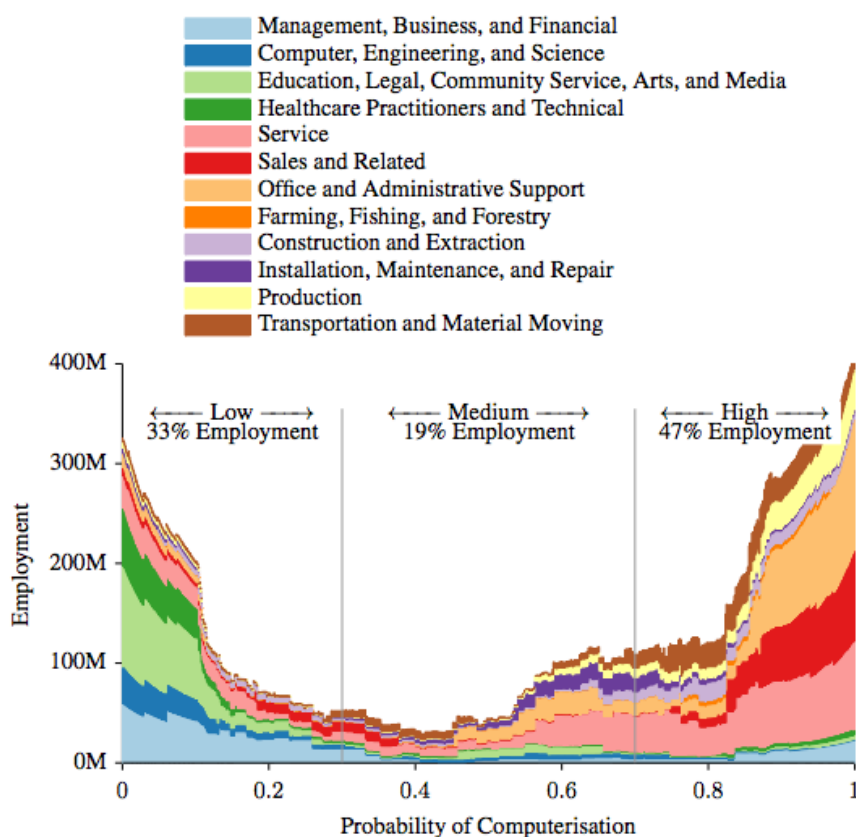 Management, Business, and Financial
Computer, Engineering, and Science
Education, Legal, Community Service, Arts, and Media
Healthcare Practitioners and Technical
Service
Sales and Related
Office and Administrative Support
Farming, Fishing, and Forestry
Construction and Extraction
Installation, Maintenance, and Repair
Production
Transportation and Material Moving
400M
Low
Medium
High
33% Employment
19% Employment
47% Employment
300M
200M
100M
0M
Employment
0
0.2
0.4
0.6
0.8
1
Probability of Computerisation